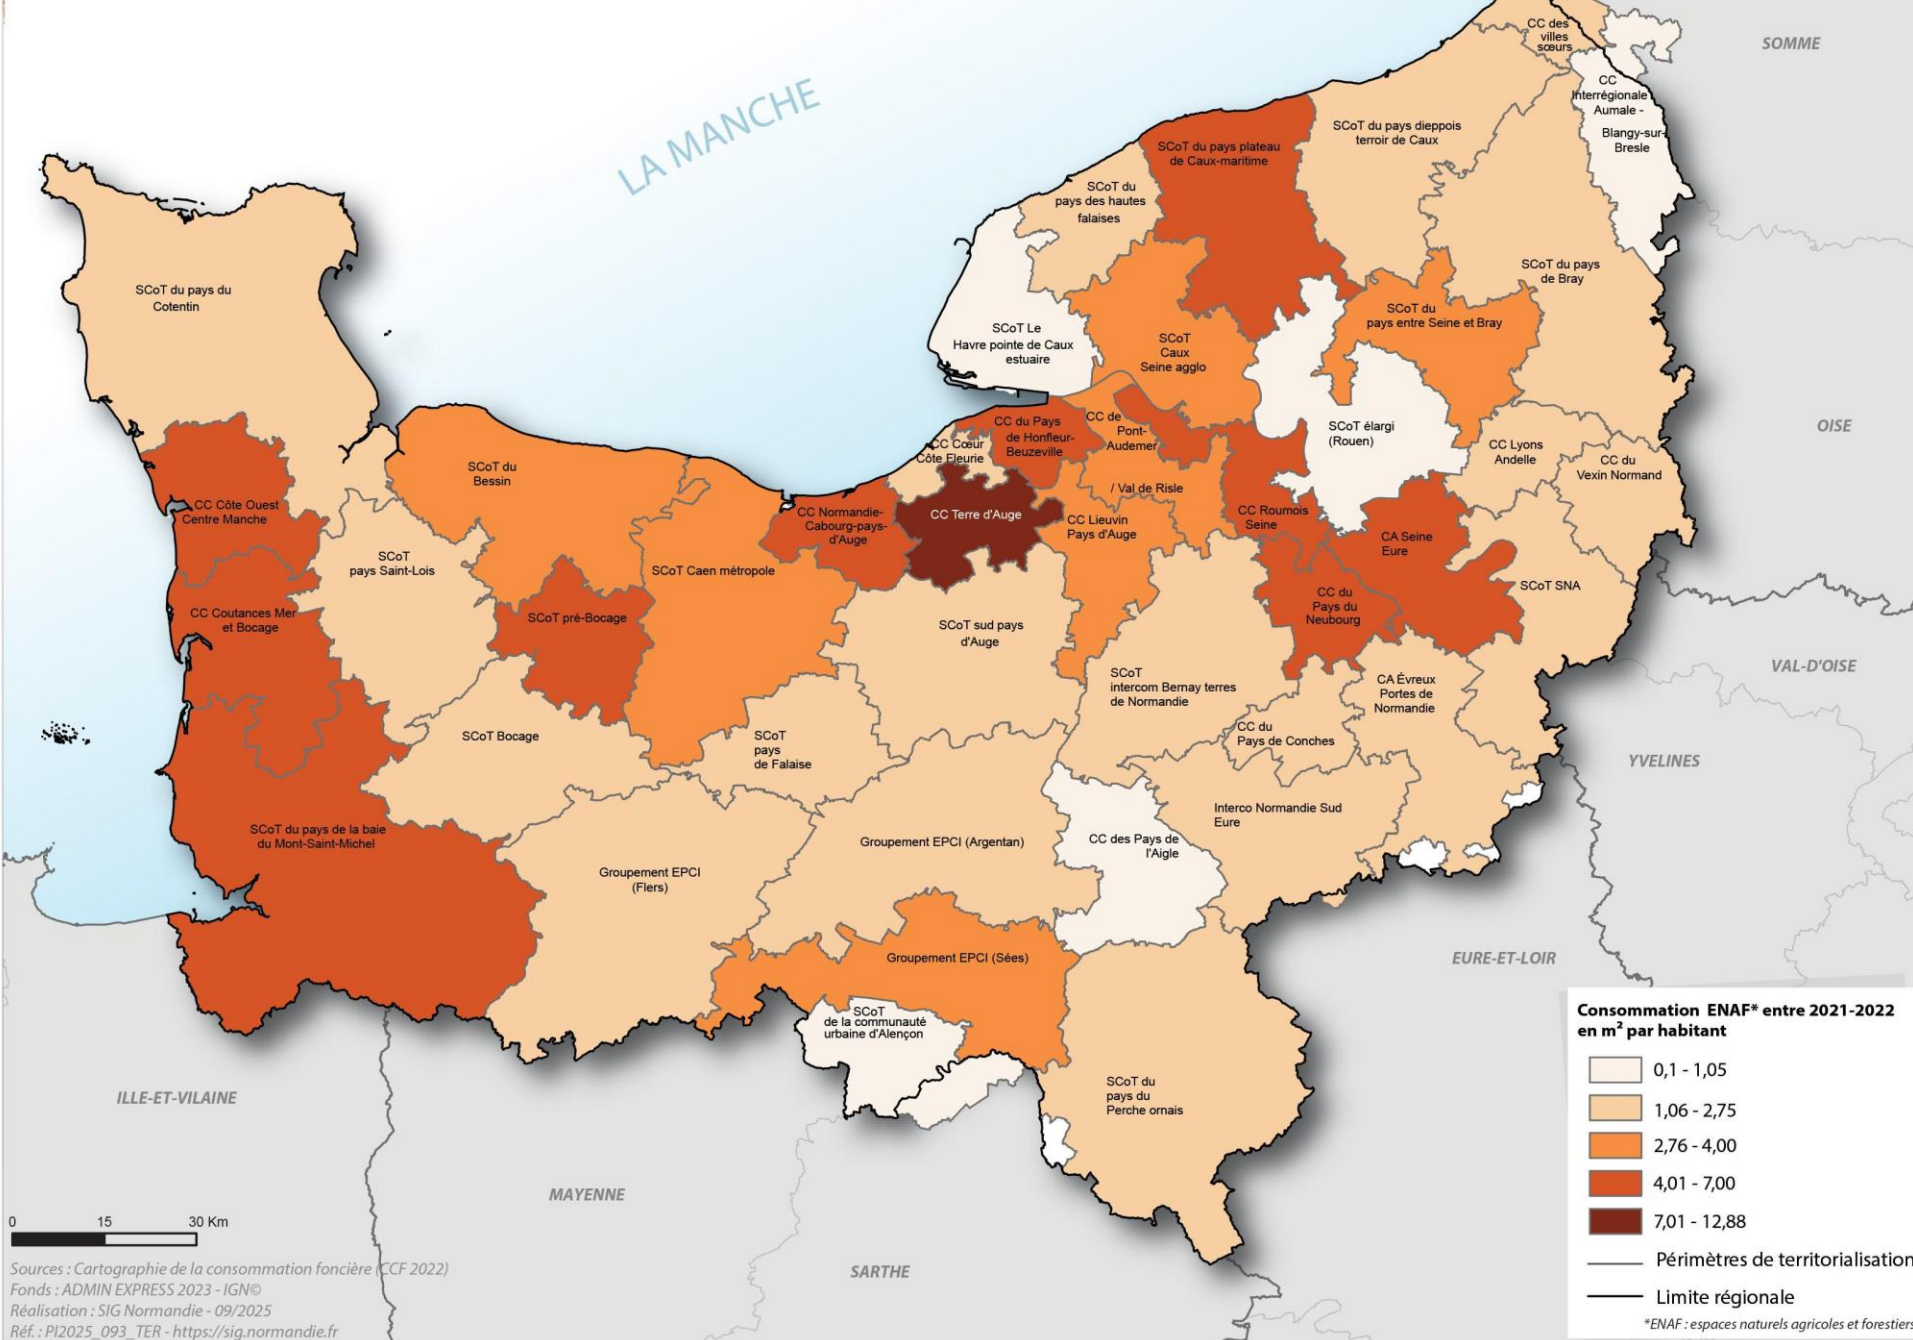 SOMME
CC des
villes
sœurs
CC
Interrégionale
Aumale -
Blangy-sur-
Bresle
LA MANCHE
SCoT du pays plateau
de Caux-maritime
SCoT du pays dieppois
terroir de Caux
SCoT du
pays des hautes
falaises
SCoT du pays du
Cotentin
SCoT du pays
de Bray
SCoT du
pays entre Seine et Bray
SCoT Le
Havre pointe de Caux
estuaire
SCoT
Caux
Seine agglo
OISE
CC du Pays
de Honfleur-
Beuzeville
CC de
Pont-
Audemer
/ Val de Risle
SCoT élargi
(Rouen)
CC Lyons
Andelle
CC du
Vexin Normand
CC Cœur
Côte Fleurie
SCoT du
Bessin
CC Côte Ouest
Centre Manche
CC Normandie-
Cabourg-pays-
d'Auge
CC Terre d'Auge
CC Lieuvin
Pays d'Auge
CC Roumois
Seine
CA Seine
Eure
SCoT
pays Saint-Lois
SCoT Caen métropole
SCoT SNA
CC Coutances Mer
et Bocage
SCoT pré-Bocage
SCoT sud pays
d'Auge
CC du
Pays du
Neubourg
VAL-D'OISE
SCoT
intercom Bernay terres
de Normandie
CA Évreux
Portes de
Normandie
SCoT Bocage
SCoT
pays
de Falaise
CC du
Pays de Conches
YVELINES
SCoT du pays de la baie
du Mont-Saint-Michel
Groupement EPCI
(Flers)
Groupement EPCI (Argentan)
CC des Pays de
l'Aigle
Interco Normandie Sud
Eure
Groupement EPCI (Sées)
EURE-ET-LOIR
SCoT
de la communauté
urbaine d'Alençon
SCoT du
pays du
Perche ornais
ILLE-ET-VILAINE
MAYENNE
SARTHE
Consommation ENAF* entre 2021-2022
en m² par habitant
0,1 - 1,05
1,06 - 2,75
2,76 - 4,00
4,01 - 7,00
7,01 - 12,88
Périmètres de territorialisation
Limite régionale
*ENAF : espaces naturels agricoles et forestiers
0 15 30 Km
Sources : Cartographie de la consommation foncière (CCF 2022)
Fonds : ADMIN EXPRESS 2023 - IGN©
Réalisation : SIG Normandie - 09/2025
Réf. : PI2025_093_TER - https://sig.normandie.fr